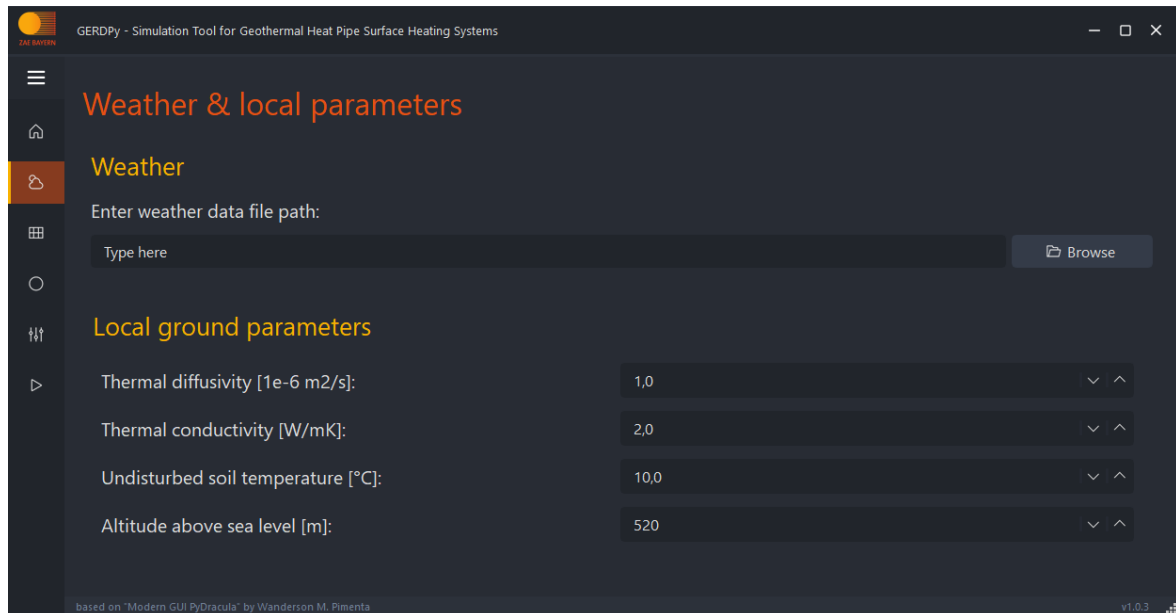 ZAE BAYERN
GERDPy - Simulation Tool for Geothermal Heat Pipe Surface Heating Systems
Weather & local parameters
Weather
Enter weather data file path:
Type here
Browse
Local ground parameters
Thermal diffusivity [1e-6 m2/s]:
1,0
Thermal conductivity [W/mK]:
2,0
Undisturbed soil temperature [°C]:
10,0
Altitude above sea level [m]:
520
based on "Modern GUI PyDracula" by Wanderson M. Pimenta
v1.0.3